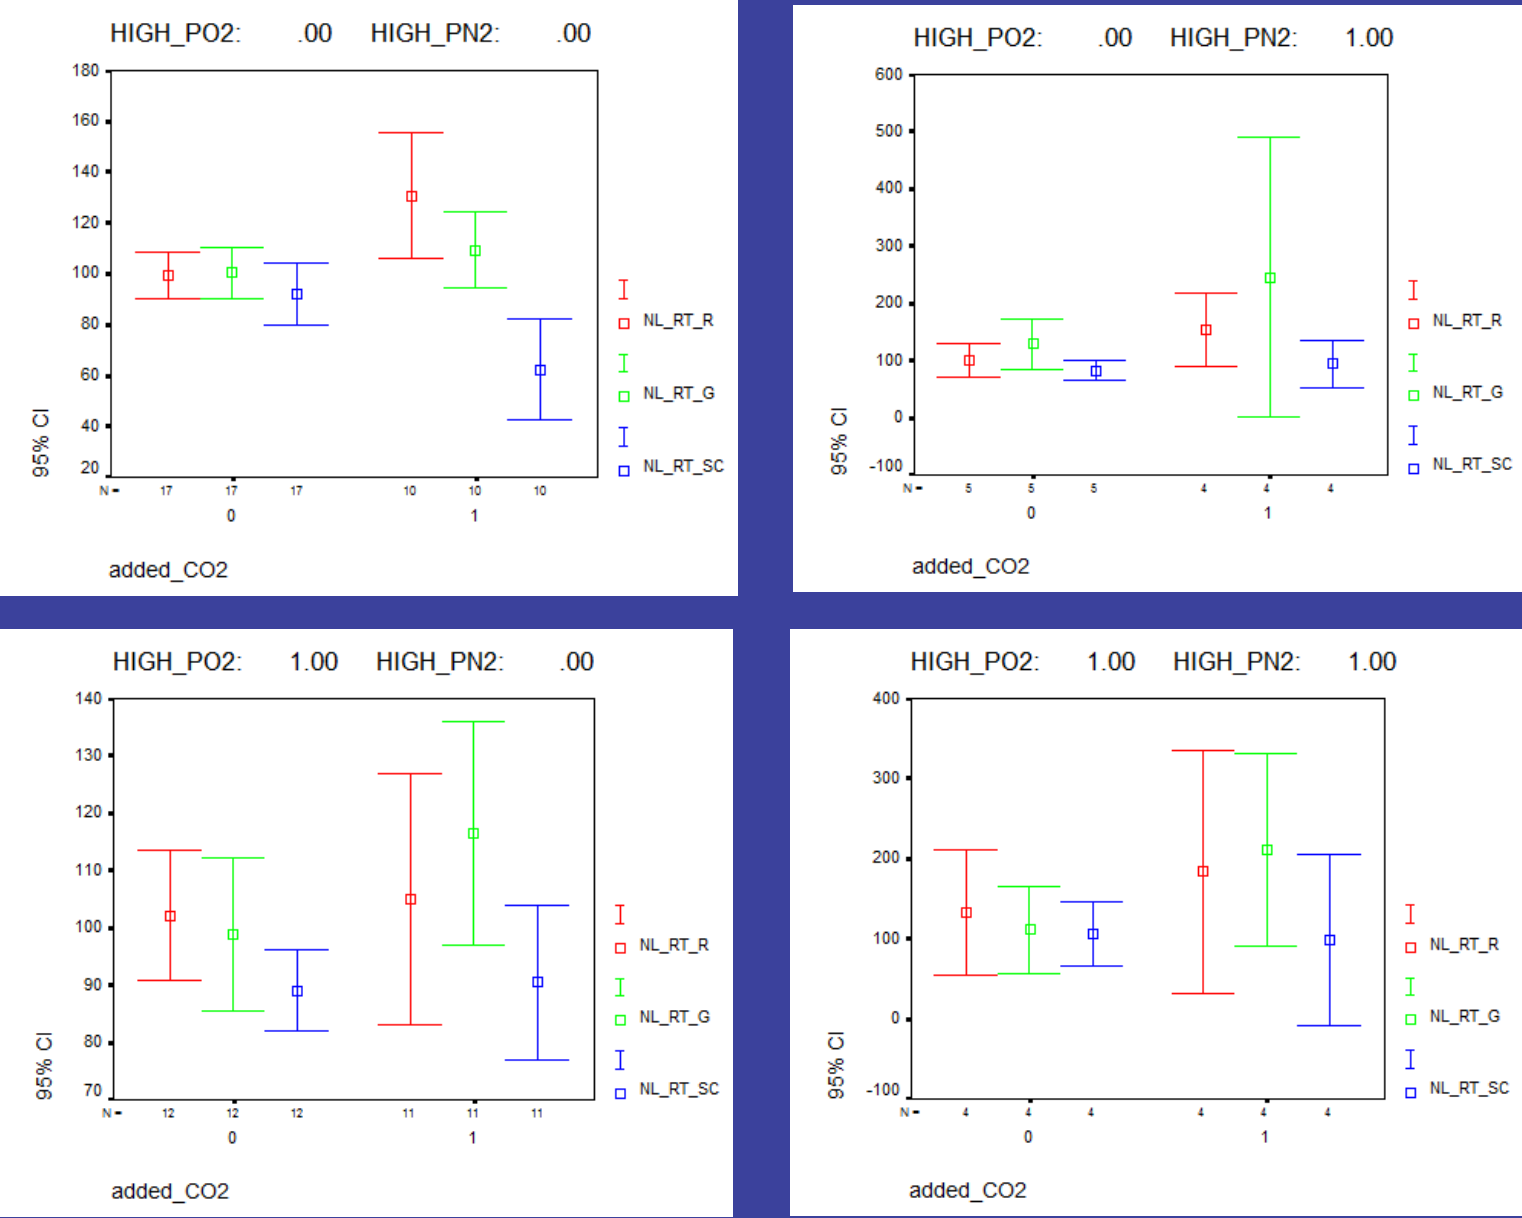 HIGH_PO2: .00 HIGH_PN2: .00
180
160
140
120
100
80
60
40
20
95% CI
NL_RT_R
NL_RT_G
NL_RT_SC
N = 17 17 17 10 10 10
0 1
added_CO2
HIGH_PO2: .00 HIGH_PN2: 1.00
600
500
400
300
200
100
0
-100
95% CI
NL_RT_R
NL_RT_G
NL_RT_SC
N = 5 5 5 4 4 4
0 1
added_CO2
HIGH_PO2: 1.00 HIGH_PN2: .00
140
130
120
110
100
90
80
70
95% CI
NL_RT_R
NL_RT_G
NL_RT_SC
N = 12 12 12 11 11 11
0 1
added_CO2
HIGH_PO2: 1.00 HIGH_PN2: 1.00
400
300
200
100
0
-100
95% CI
NL_RT_R
NL_RT_G
NL_RT_SC
N = 4 4 4 4 4 4
0 1
added_CO2